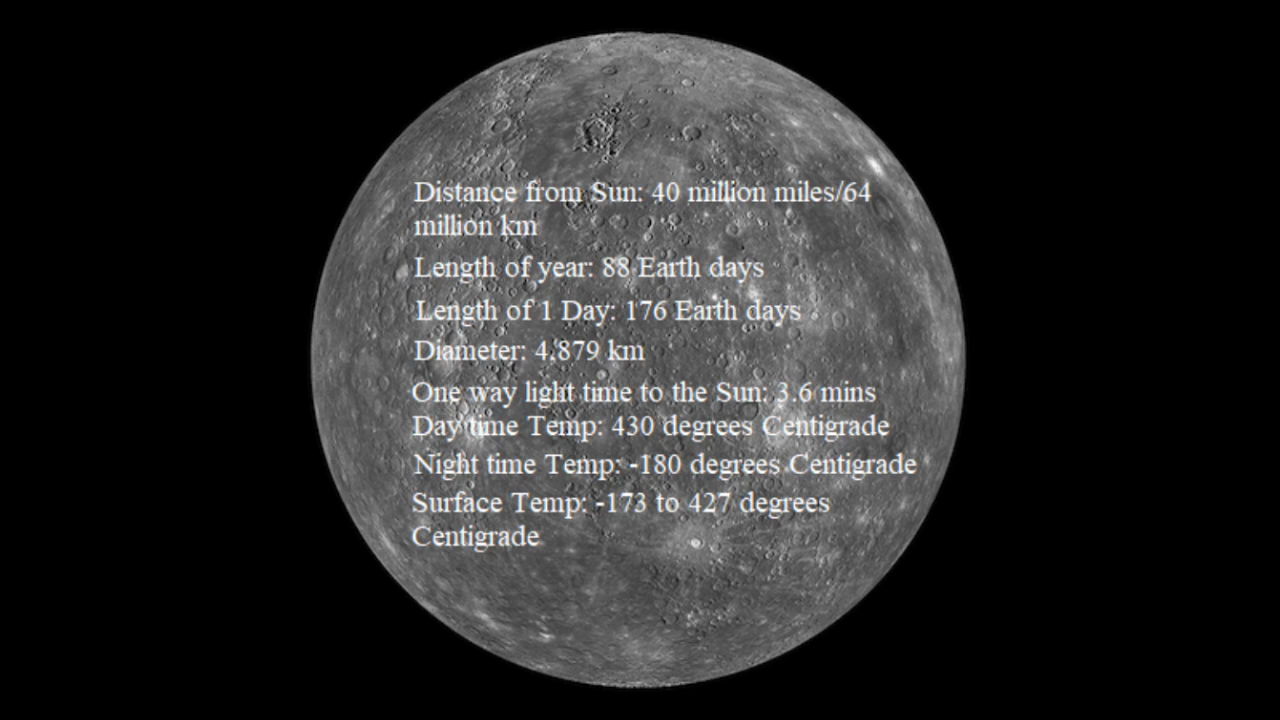 Distance from Sun: 40 million miles/64
million km
Length of year: 88 Earth days
Length of 1 Day: 176 Earth days
Diameter: 4,879 km
One way light time to the Sun: 3.6 mins
Day time Temp: 430 degrees Centigrade
Night time Temp: -180 degrees Centigrade
Surface Temp: -173 to 427 degrees
Centigrade